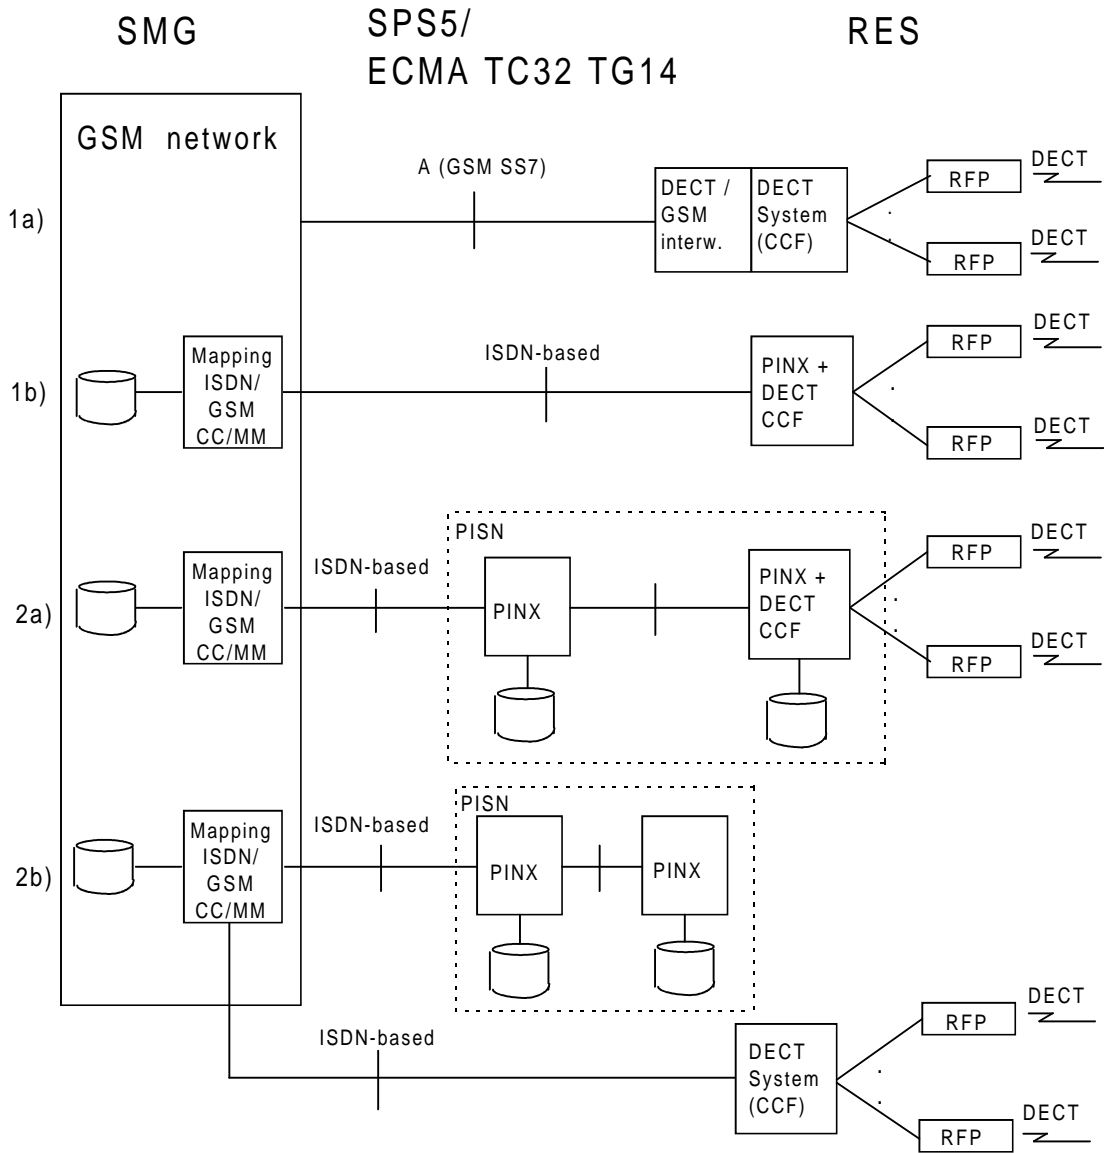 SMG
SPS5/
ECMA TC32 TG14
RES
GSM network
1a)
A (GSM SS7)
DECT /
GSM
interw.
DECT
System
(CCF)
RFP
DECT
RFP
DECT
1b)
Mapping
ISDN/
GSM
CC/MM
ISDN-based
PINX +
DECT
CCF
RFP
DECT
RFP
DECT
2a)
Mapping
ISDN/
GSM
CC/MM
ISDN-based
PISN
PINX
PINX +
DECT
CCF
RFP
DECT
RFP
DECT
2b)
Mapping
ISDN/
GSM
CC/MM
ISDN-based
PISN
PINX
PINX
ISDN-based
DECT
System
(CCF)
RFP
DECT
RFP
DECT